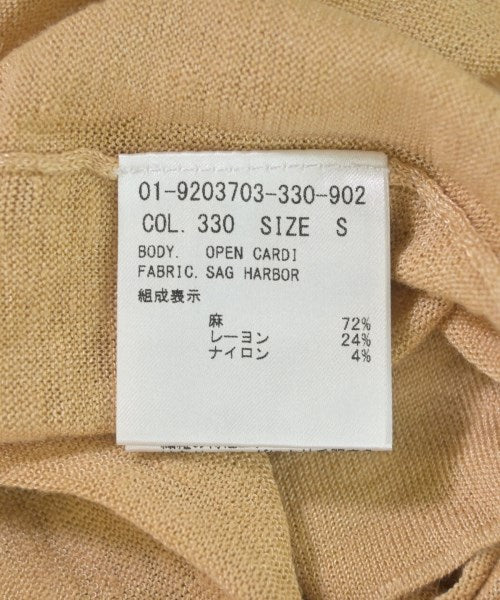 01-9203703-330-902
COL. 330 SIZE S
BODY. OPEN CARDI
FABRIC. SAG HARBOR
組成表示
麻 72%
レーヨン 24%
ナイロン 4%